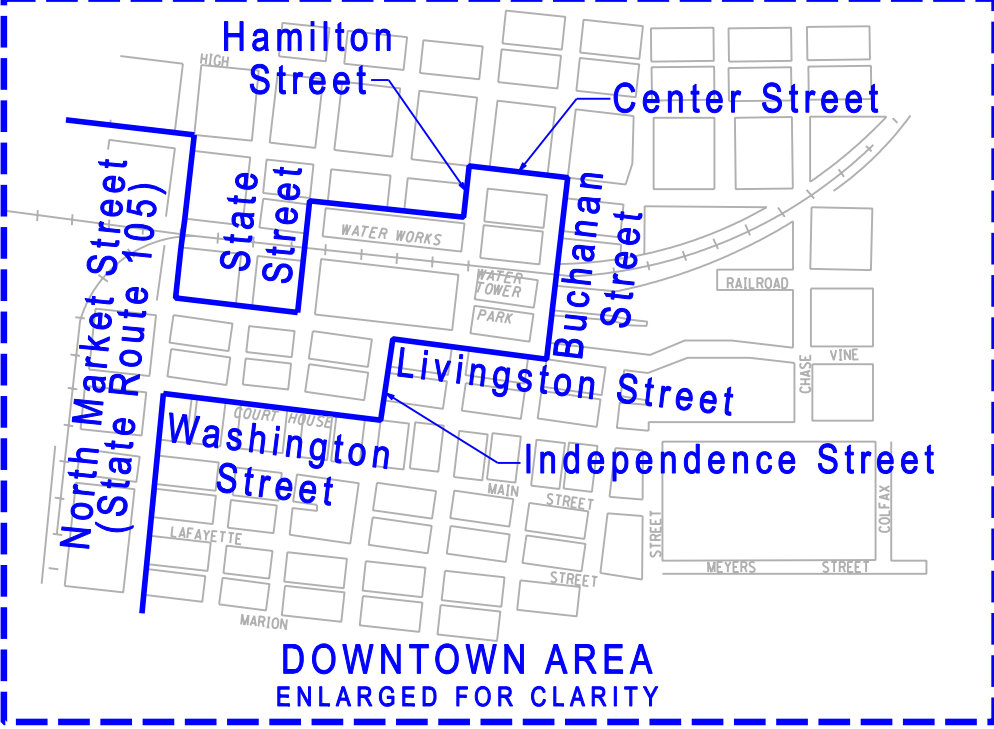 Hamilton
Street
HIGH
Center Street
North Market Street
(State Route 105)
State
Street
Buchanan
Street
WATER WORKS
WATER
TOWER
PARK
RAILROAD
VINE
CHASE
Livingston Street
COURT HOUSE
Washington
Street
Independence Street
MAIN
STREET
STREET
COLFAX
LAFAYETTE
MEYERS
STREET
STREET
MARION
DOWNTOWN AREA
ENLARGED FOR CLARITY